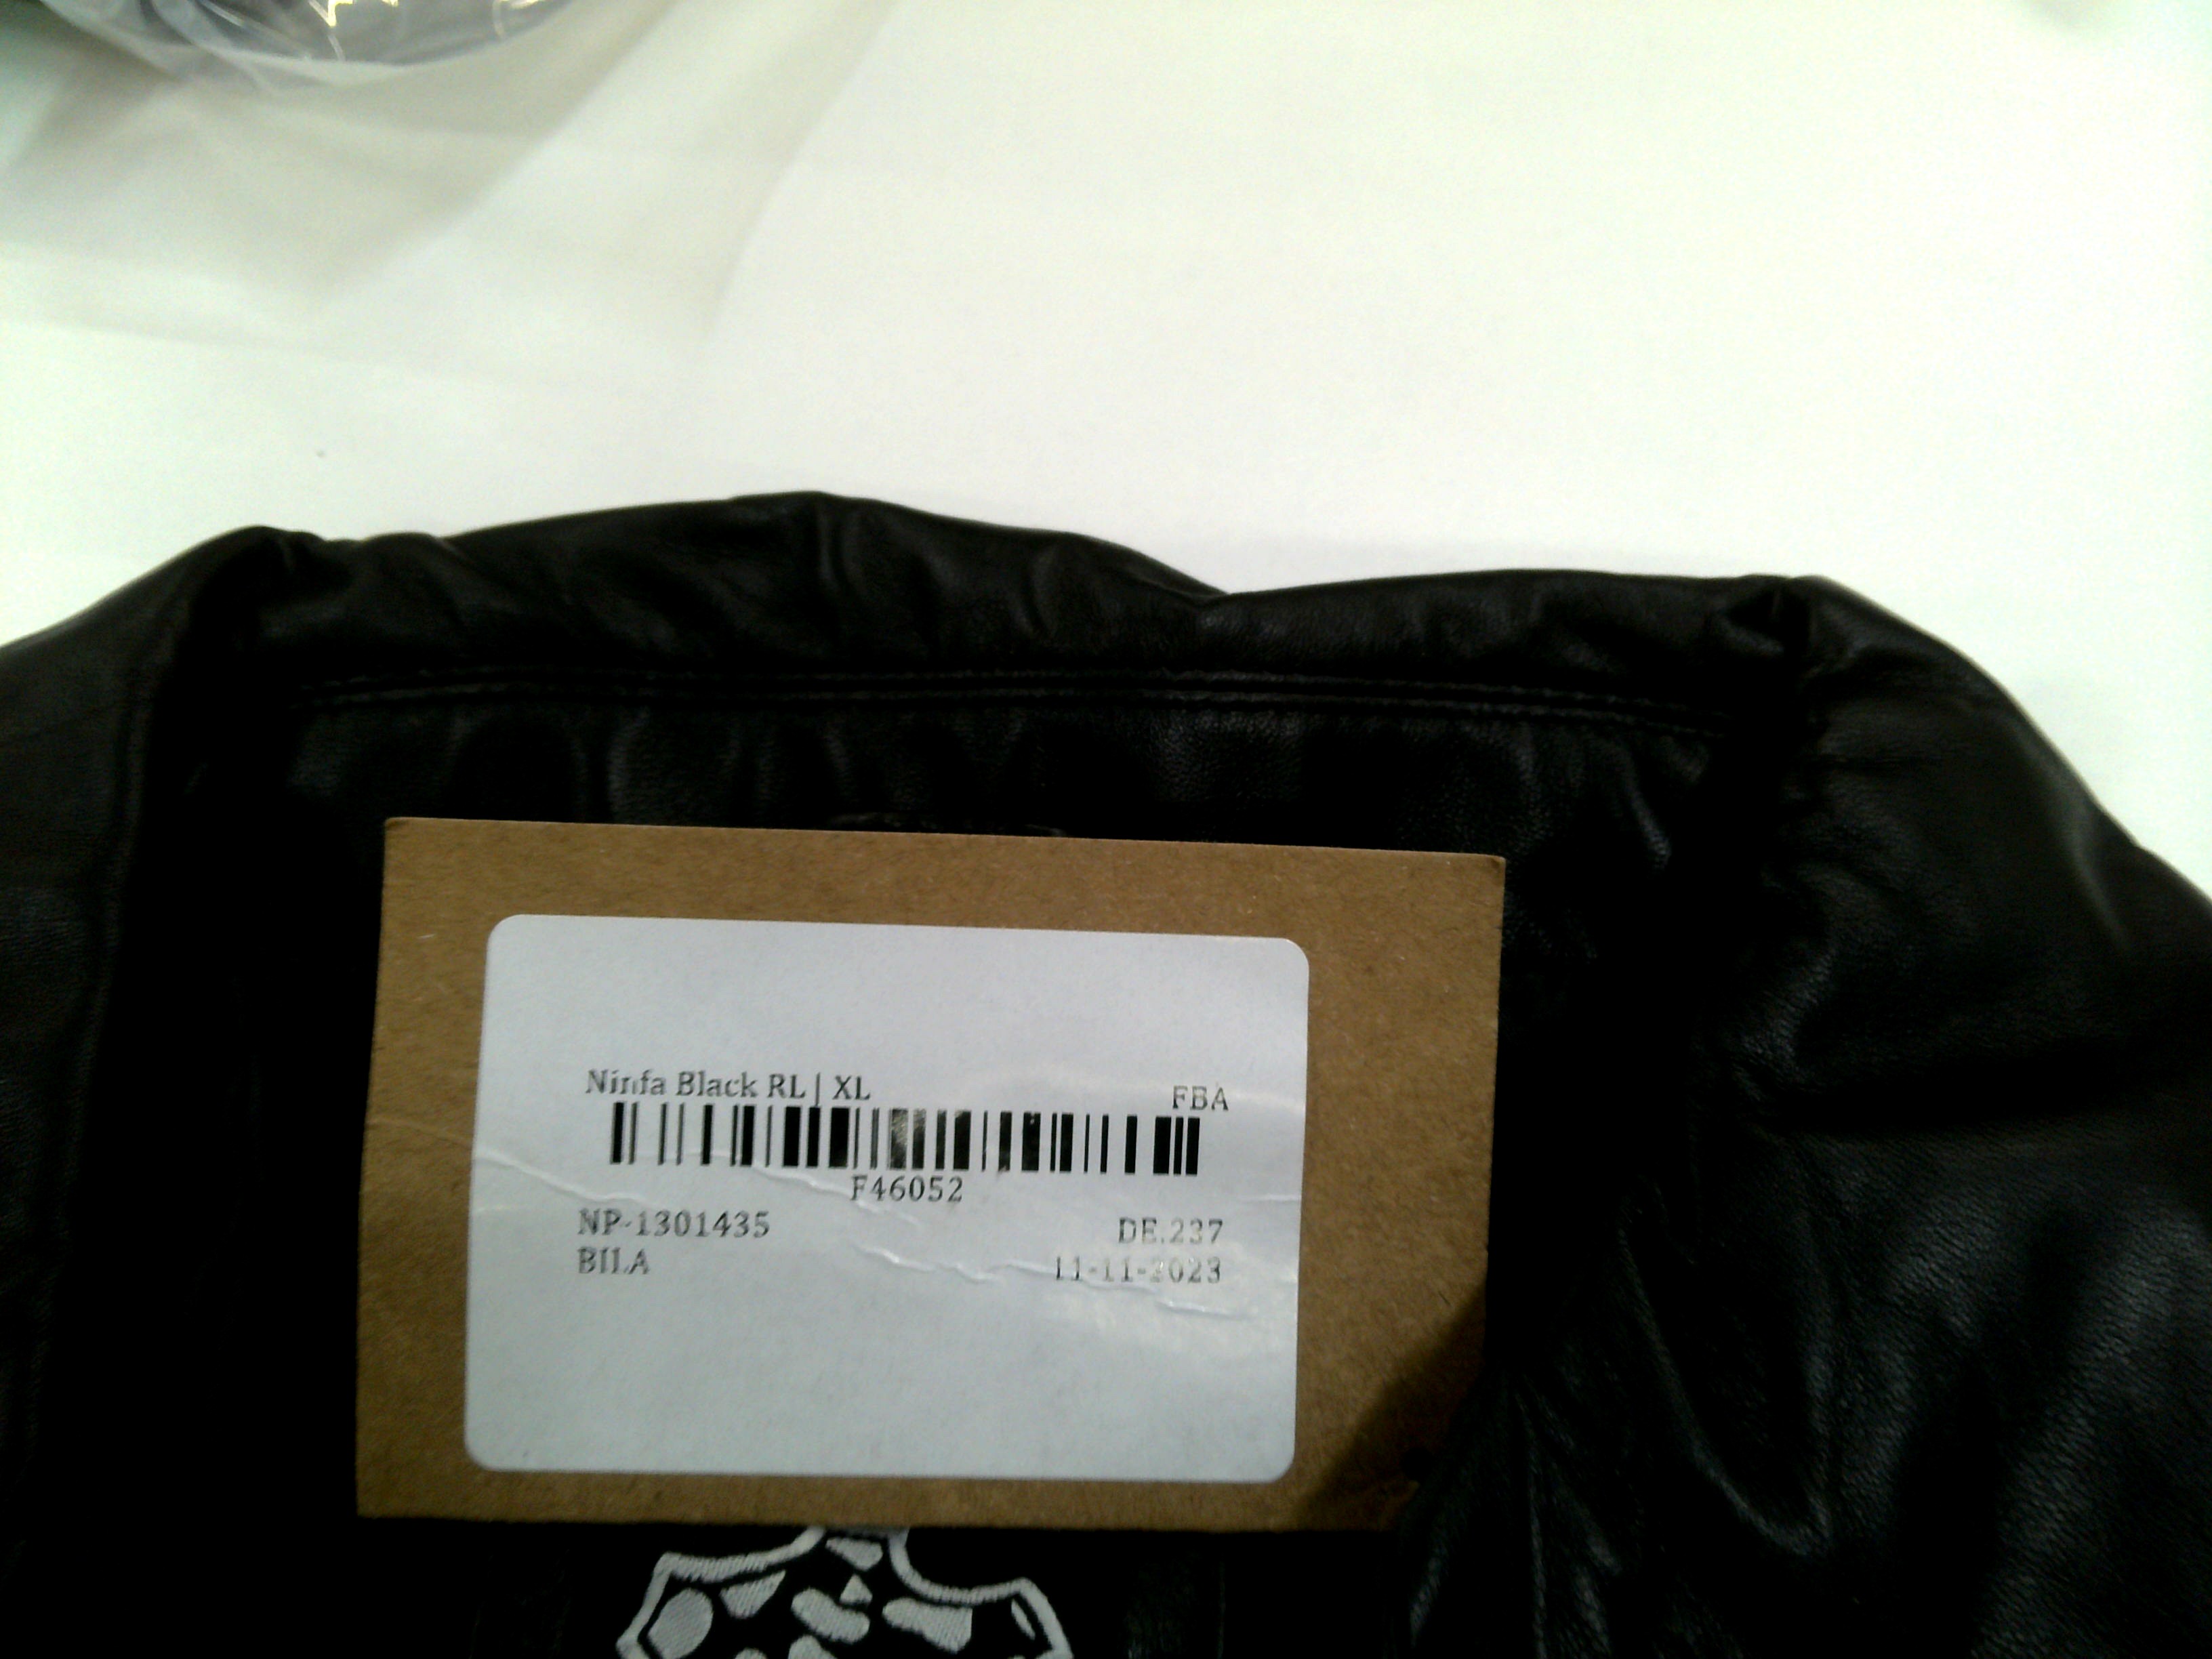 Ninfa Black RL | XL FBA
F46052
NP-1301435 DE.237
BILA 11-11-2023